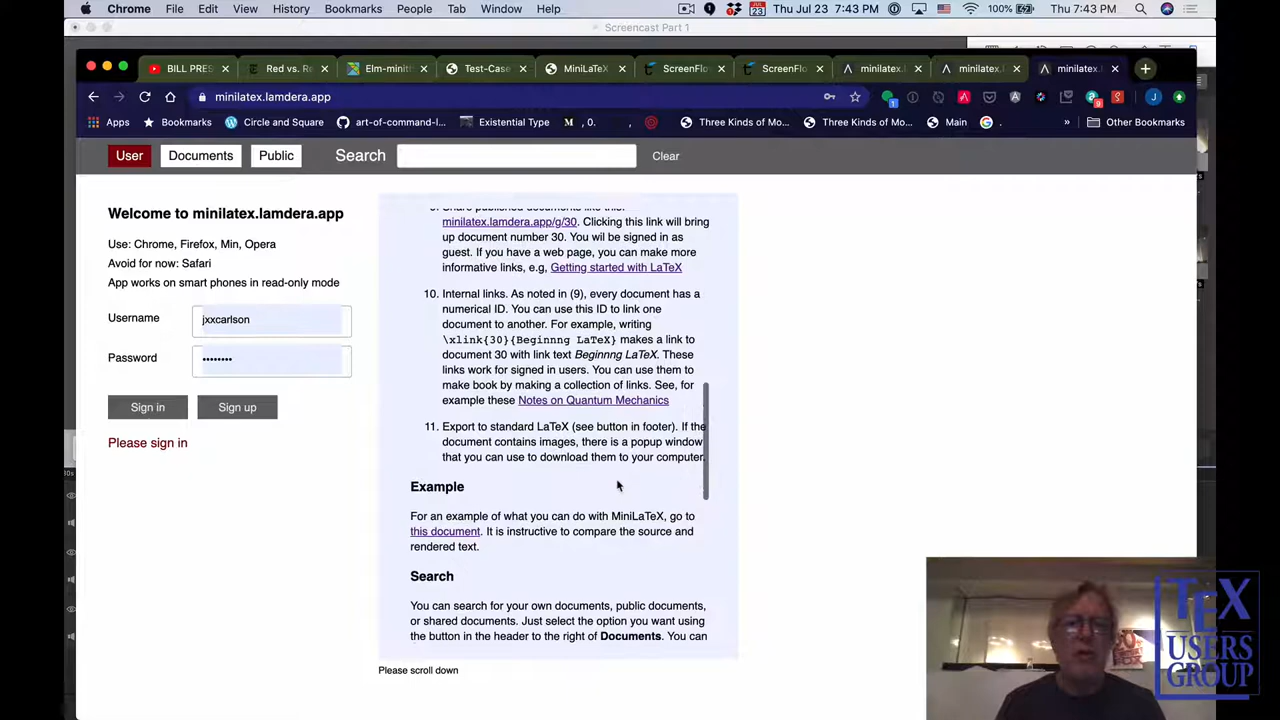 Chrome File Edit View History Bookmarks People Tab Window Help
JUL 23 Thu Jul 23 7:43 PM 100% Thu 7:43 PM
Screencast Part 1
BILL PRES Red vs. Re Elm-minit Test-Case MiniLaTeX ScreenFlo ScreenFlo minilatex.l minilatex.l minilatex.l
minilatex.lamdera.app
Apps Bookmarks Circle and Square art-of-command-l... Existential Type M , 0. , Three Kinds of Mo... Three Kinds of Mo... Main G . » Other Bookmarks
User Documents Public Search Clear
Welcome to minilatex.lamdera.app
Use: Chrome, Firefox, Min, Opera
Avoid for now: Safari
App works on smart phones in read-only mode
Username jxxcarlson
Password ••••••••
Sign in Sign up
Please sign in
Share published documents like this:
minilatex.lamdera.app/g/30. Clicking this link will bring
up document number 30. You wil be signed in as
guest. If you have a web page, you can make more
informative links, e.g, Getting started with LaTeX
10. Internal links. As noted in (9), every document has a
numerical ID. You can use this ID to link one
document to another. For example, writing
\xlink{30}{Beginnng LaTeX} makes a link to
document 30 with link text Beginnng LaTeX. These
links work for signed in users. You can use them to
make book by making a collection of links. See, for
example these Notes on Quantum Mechanics
11. Export to standard LaTeX (see button in footer). If the
document contains images, there is a popup window
that you can use to download them to your computer.
Example
For an example of what you can do with MiniLaTeX, go to
this document. It is instructive to compare the source and
rendered text.
Search
You can search for your own documents, public documents,
or shared documents. Just select the option you want using
the button in the header to the right of Documents. You can
Please scroll down
TEX
USERS
GROUP